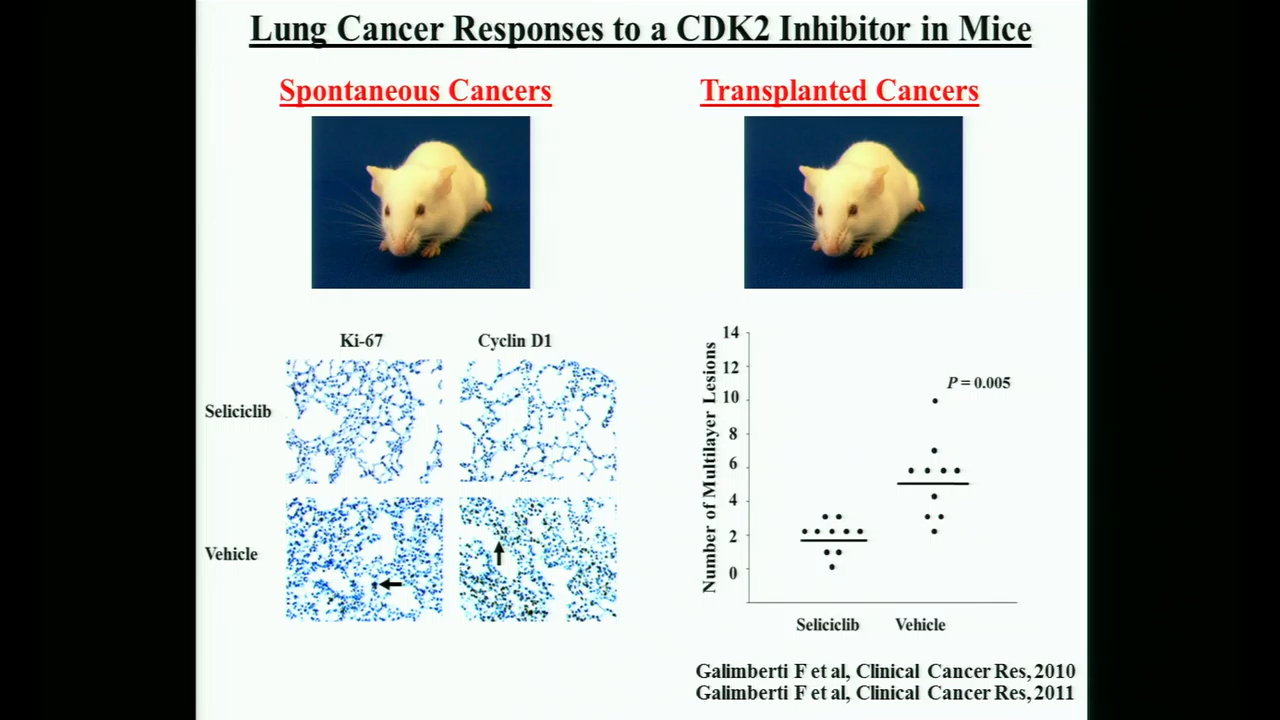 Lung Cancer Responses to a CDK2 Inhibitor in Mice
Spontaneous Cancers
Transplanted Cancers
Ki-67
Cyclin D1
Seliciclib
Vehicle
Number of Multilayer Lesions
14
12
10
8
6
4
2
0
P = 0.005
Seliciclib
Vehicle
Galimberti F et al, Clinical Cancer Res, 2010
Galimberti F et al, Clinical Cancer Res, 2011